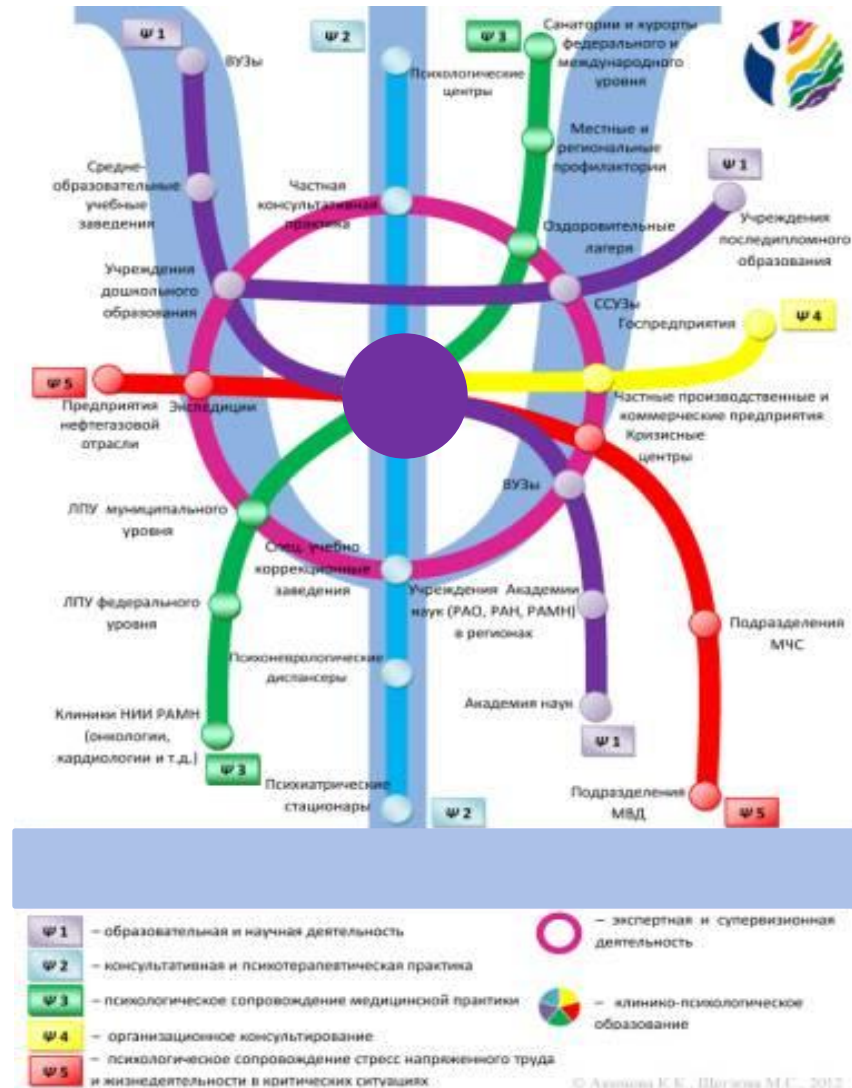 Ψ 1
ВУЗы
Ψ 2
Психологические
центры
Ψ 3
Санатории и курорты
федерального и
международного
уровня
Местные и
региональные
профилактории
Ψ 1
Средне-
образовательные
учебные
заведения
Частная
консультативная
практика
Оздоровительные
лагеря
Учреждения
последипломного
образования
Учреждения
дошкольного
образования
ССУЗы
Госпредприятия
Ψ 4
Ψ 5
Предприятия
нефтегазовой
отрасли
Экспедиции
Частные производственные и
коммерческие предприятия
Кризисные
центры
ВУЗы
ЛПУ муниципального
уровня
Спец. учебно
коррекционные
заведения
Учреждения Академии
наук (РАО, РАН, РАМН)
в регионах
ЛПУ федерального
уровня
Подразделения
МЧС
Психоневрологические
диспансеры
Академия наук
Ψ 1
Клиники НИИ РАМН
(онкологии,
кардиологии и т.д.)
Ψ 3
Психиатрические
стационары
Ψ 2
Подразделения
МВД
Ψ 5
Ψ 1 – образовательная и научная деятельность
Ψ 2 – консультативная и психотерапевтическая практика
Ψ 3 – психологическое сопровождение медицинской практики
Ψ 4 – организационное консультирование
Ψ 5 – психологическое сопровождение стресс напряженного труда
и жизнедеятельности в критических ситуациях
– экспертная и супервизионная
деятельность
– клинико-психологическое
образование